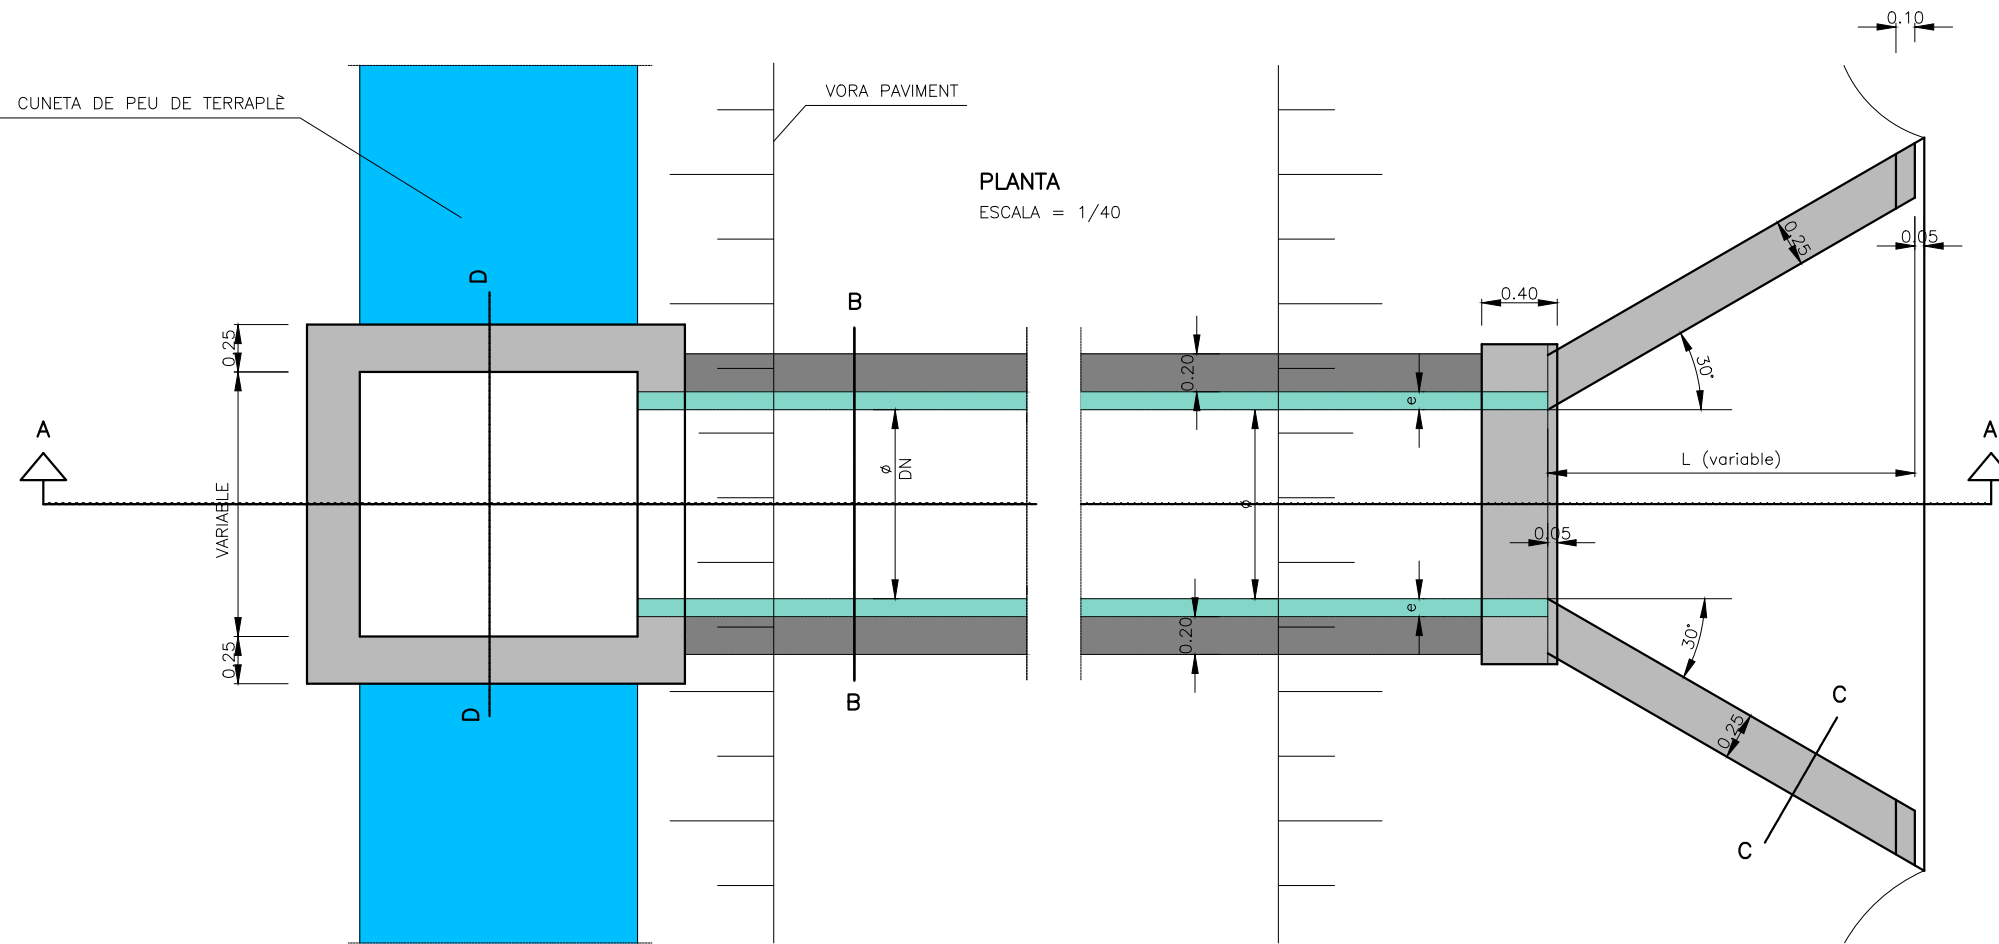 0.10
CUNETA DE PEU DE TERRAPLÈ
VORA PAVIMENT
PLANTA
ESCALA = 1/40
0.25
0.05
D
B
0.40
0.25
0.20
30°
e
A
A
ø
DN
L (variable)
VARIABLE
ø
0.05
e
0.20
30°
0.25
D
B
C
0.25
C